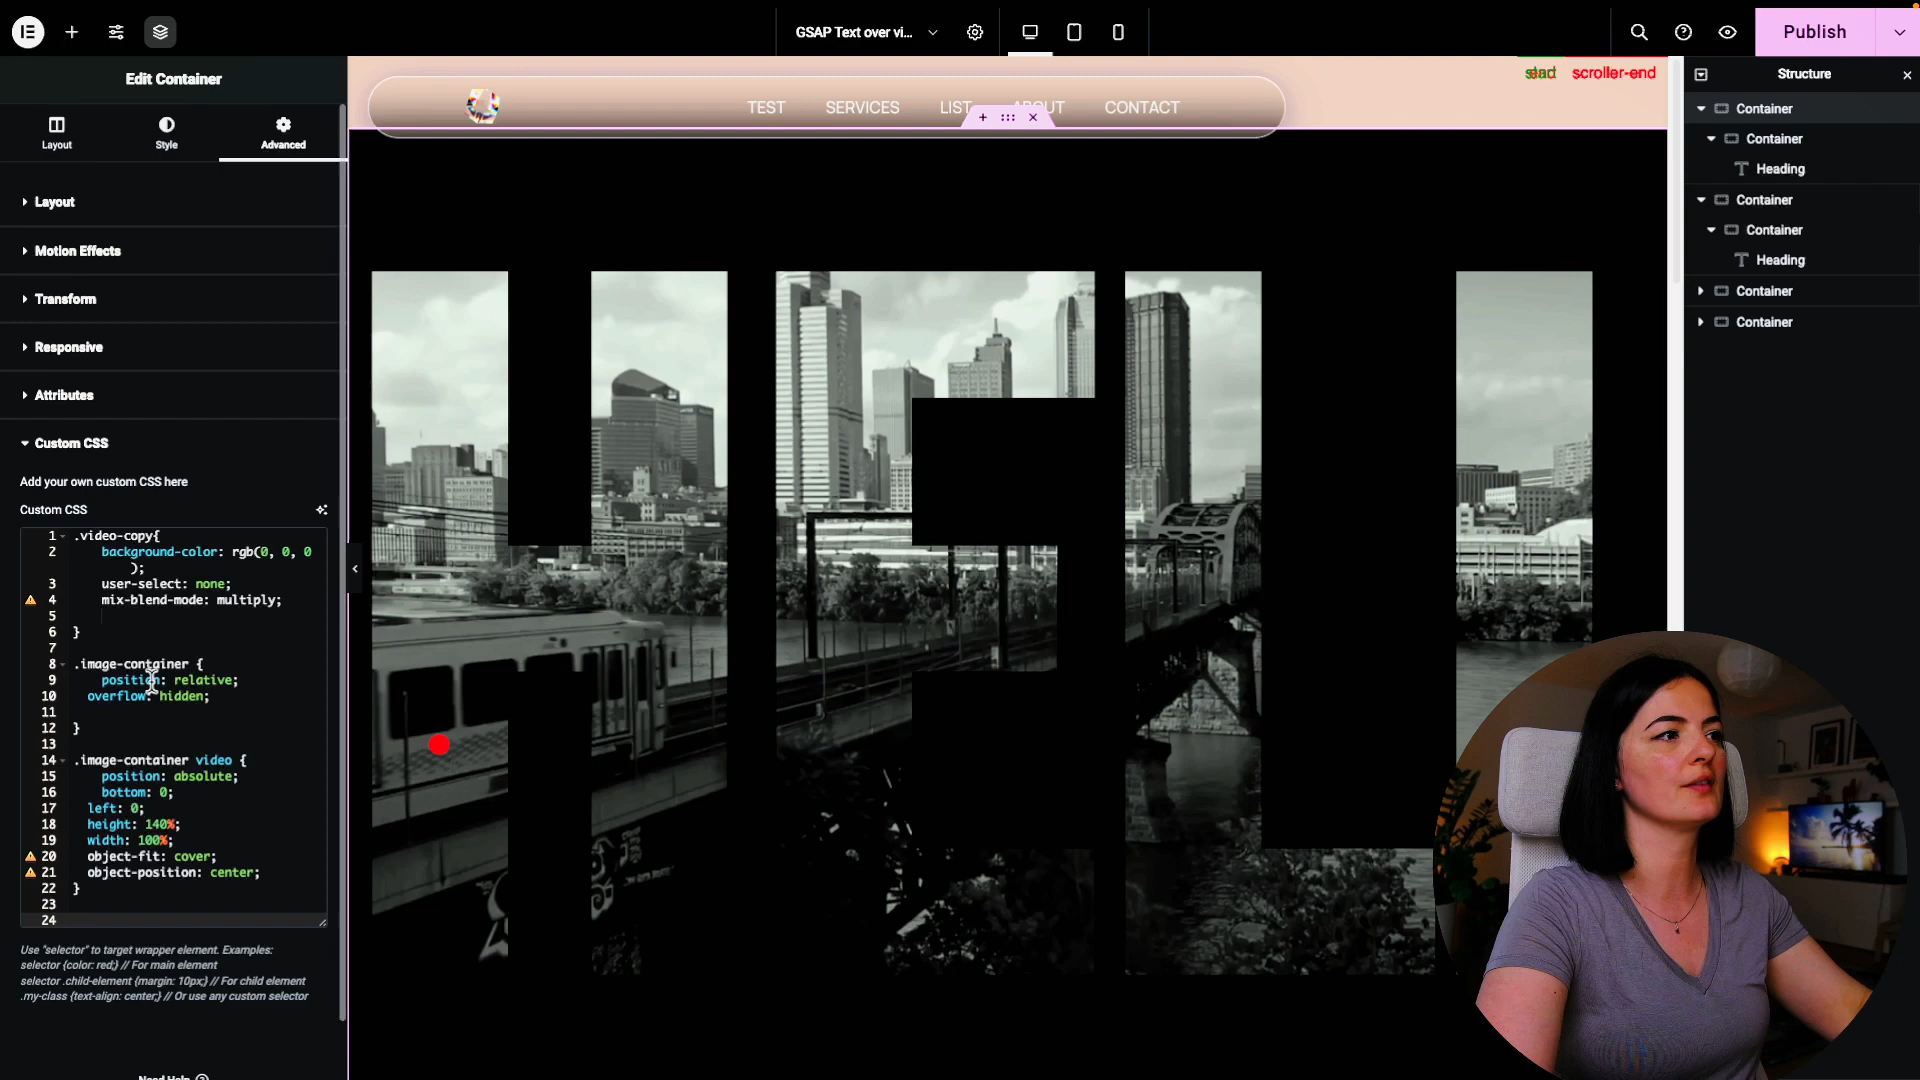 GSAP Text over vi...
Publish
Edit Container
Layout
Style
Advanced
Layout
Motion Effects
Transform
Responsive
Attributes
Custom CSS
Add your own custom CSS here
Custom CSS
1 .video-copy{
2 background-color: rgb(0, 0, 0
);
3 user-select: none;
4 mix-blend-mode: multiply;
5
6 }
7
8 .image-container {
9 position: relative;
10 overflow: hidden;
11
12 }
13
14 .image-container video {
15 position: absolute;
16 bottom: 0;
17 left: 0;
18 height: 140%;
19 width: 100%;
20 object-fit: cover;
21 object-position: center;
22 }
23
24
Use "selector" to target wrapper element. Examples:
selector {color: red;} // For main element
selector .child-element {margin: 10px;} // For child element
.my-class {text-align: center;} // Or use any custom selector
Need Help
TEST SERVICES LIST ABOUT CONTACT
scroller-end
Structure
Container
Container
Heading
Container
Container
Heading
Container
Container